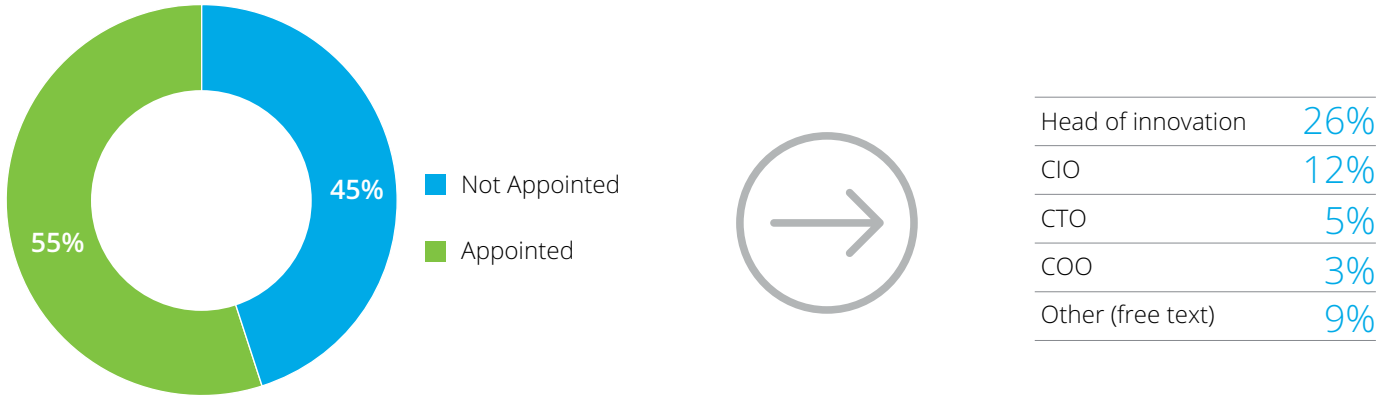 45%
55%
Not Appointed
Appointed
Head of innovation 26%
CIO 12%
CTO 5%
COO 3%
Other (free text) 9%